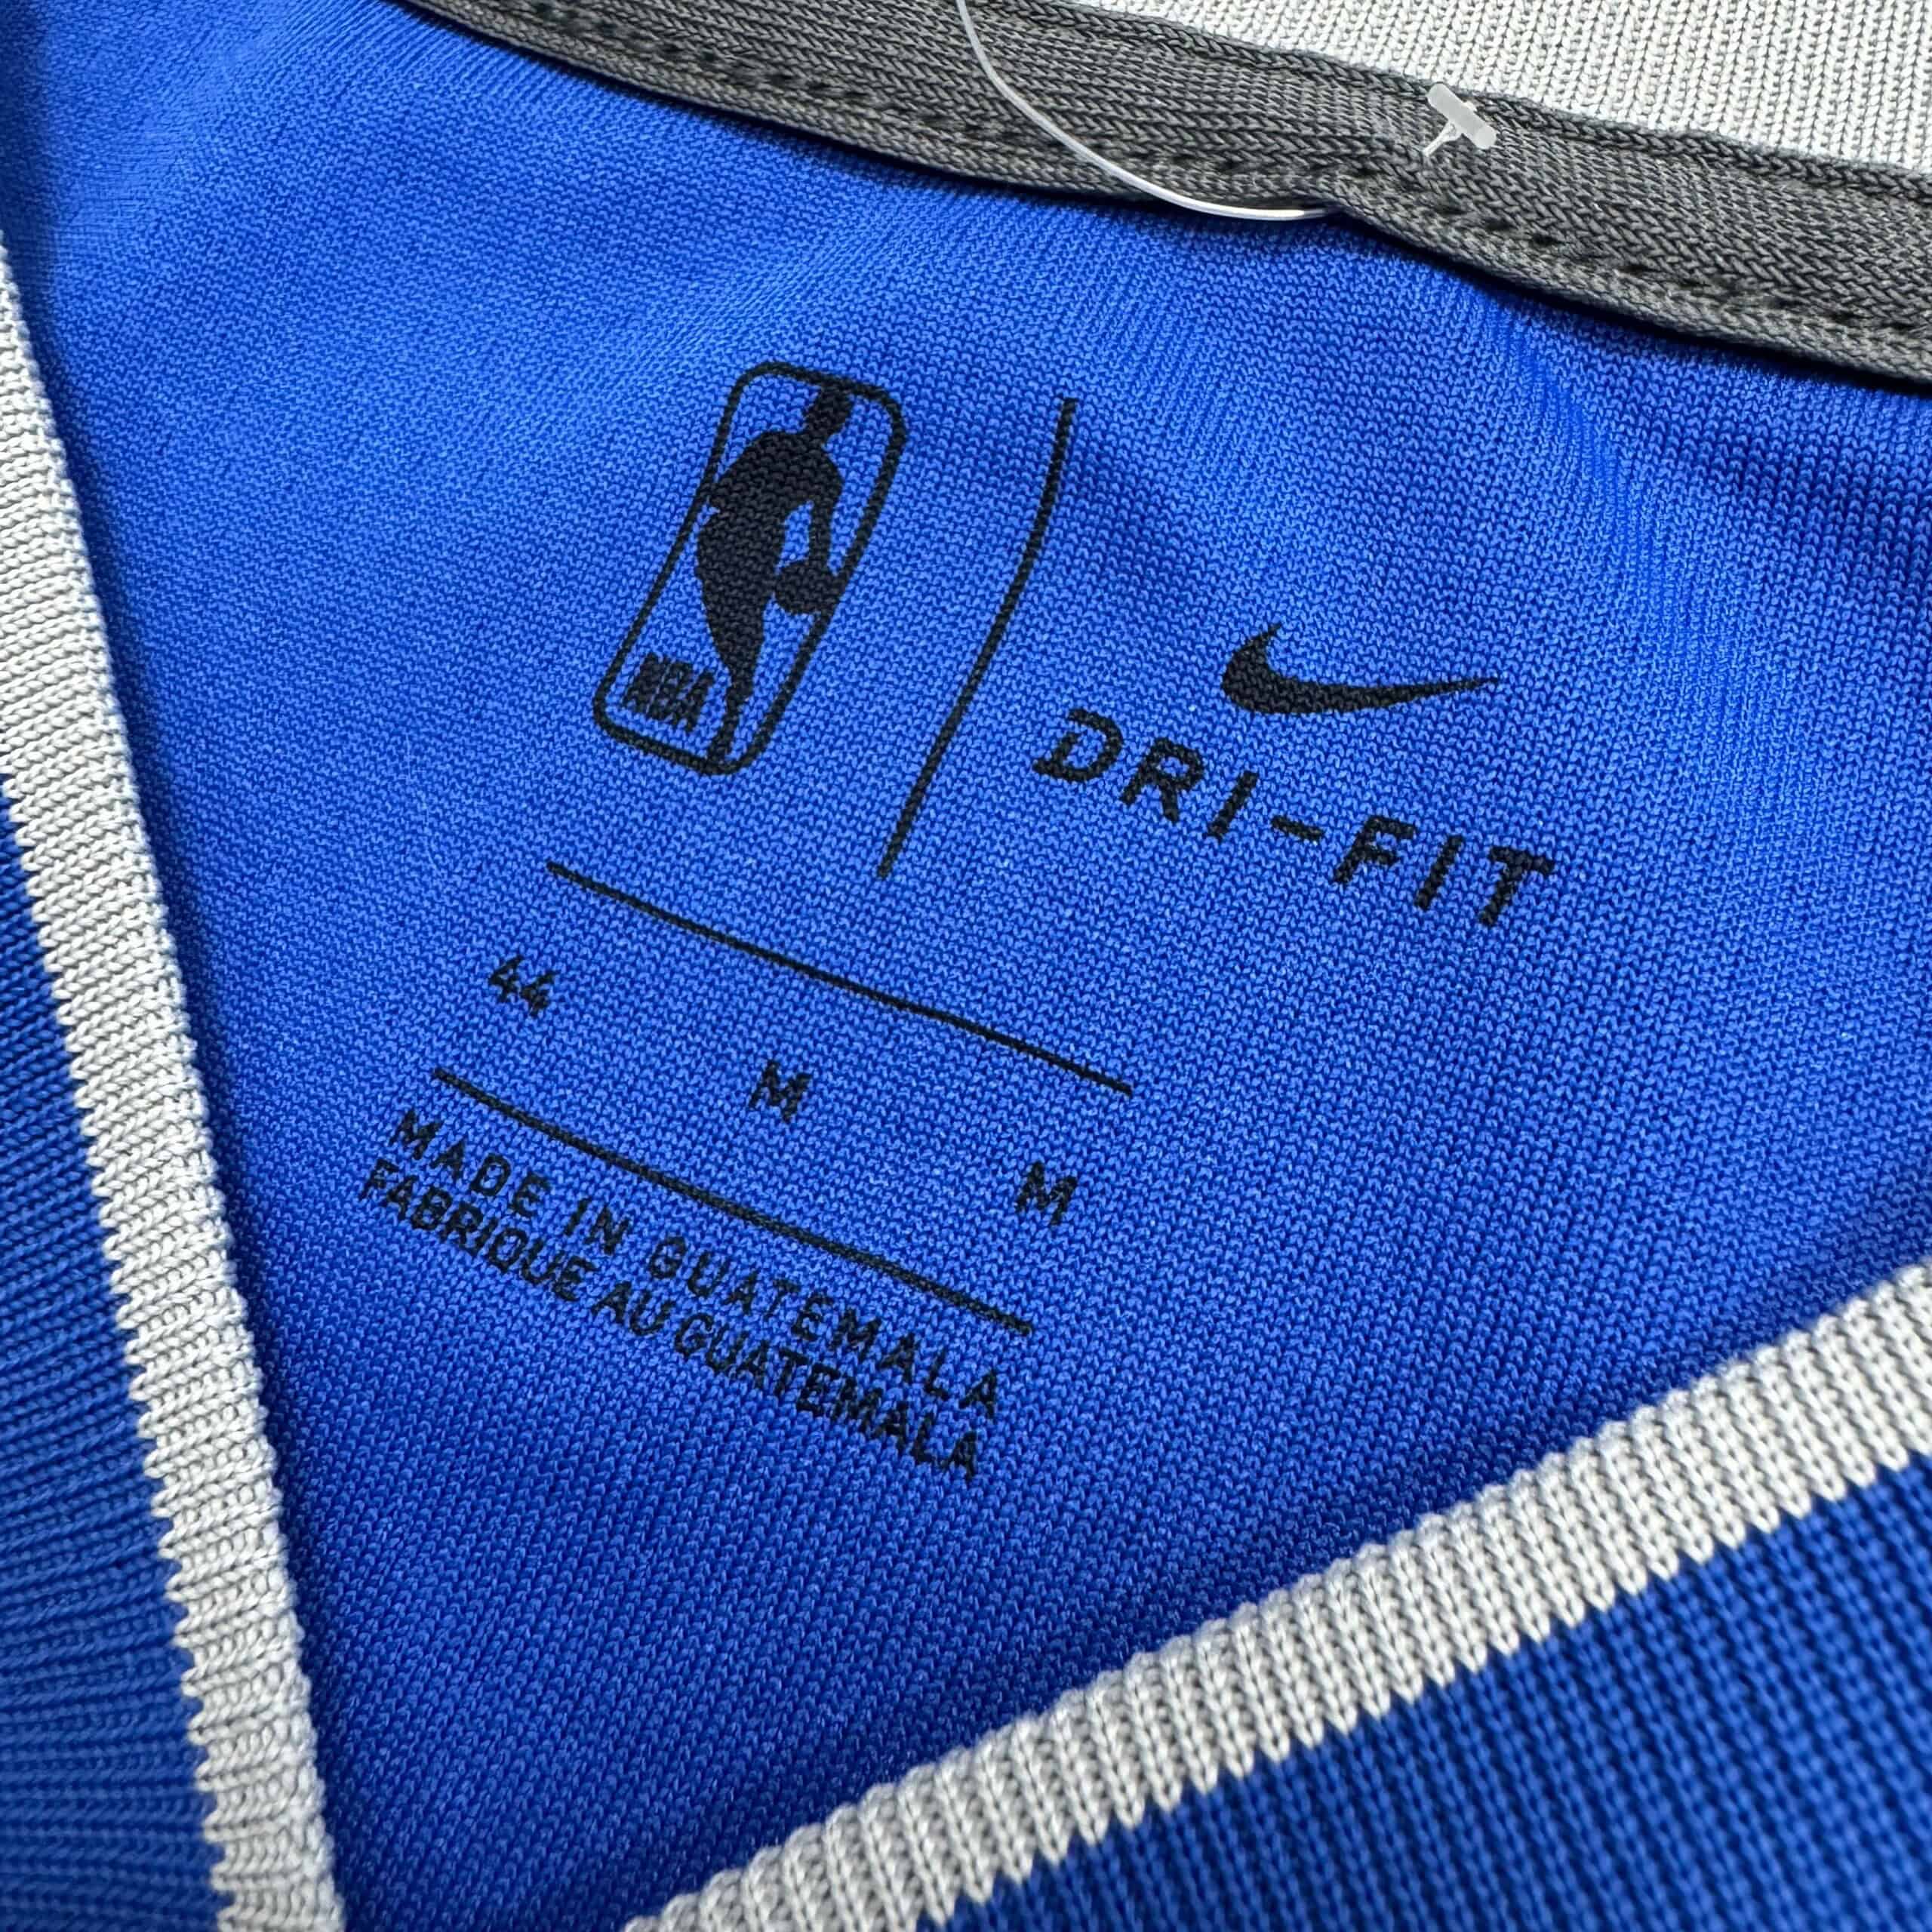 NBA
DRI-FIT
44 M M
MADE IN GUATEMALA
FABRIQUE AU GUATEMALA